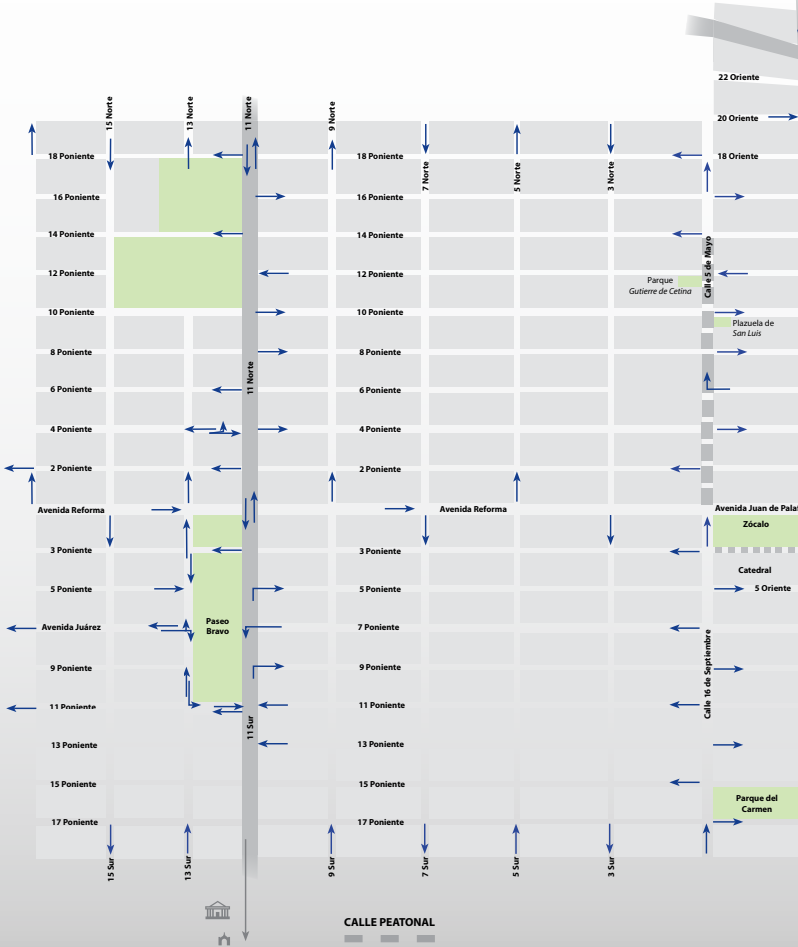 22 Oriente
15 Norte
13 Norte
11 Norte
9 Norte
20 Oriente
18 Poniente
18 Poniente
18 Oriente
7 Norte
5 Norte
3 Norte
16 Poniente
16 Poniente
14 Poniente
14 Poniente
Calle 5 de Mayo
12 Poniente
12 Poniente
Parque
Gutierre de Cetina
10 Poniente
10 Poniente
Plazuela de
San Luis
8 Poniente
8 Poniente
11 Norte
6 Poniente
6 Poniente
4 Poniente
4 Poniente
2 Poniente
2 Poniente
Avenida Reforma
Avenida Reforma
Avenida Juan de Palaf
Zócalo
3 Poniente
3 Poniente
Catedral
5 Poniente
5 Poniente
5 Oriente
Avenida Juárez
Paseo
Bravo
7 Poniente
9 Poniente
9 Poniente
Calle 16 de Septiembre
11 Poniente
11 Poniente
11 Sur
13 Poniente
13 Poniente
15 Poniente
15 Poniente
Parque del
Carmen
17 Poniente
17 Poniente
15 Sur
13 Sur
9 Sur
7 Sur
5 Sur
3 Sur
CALLE PEATONAL